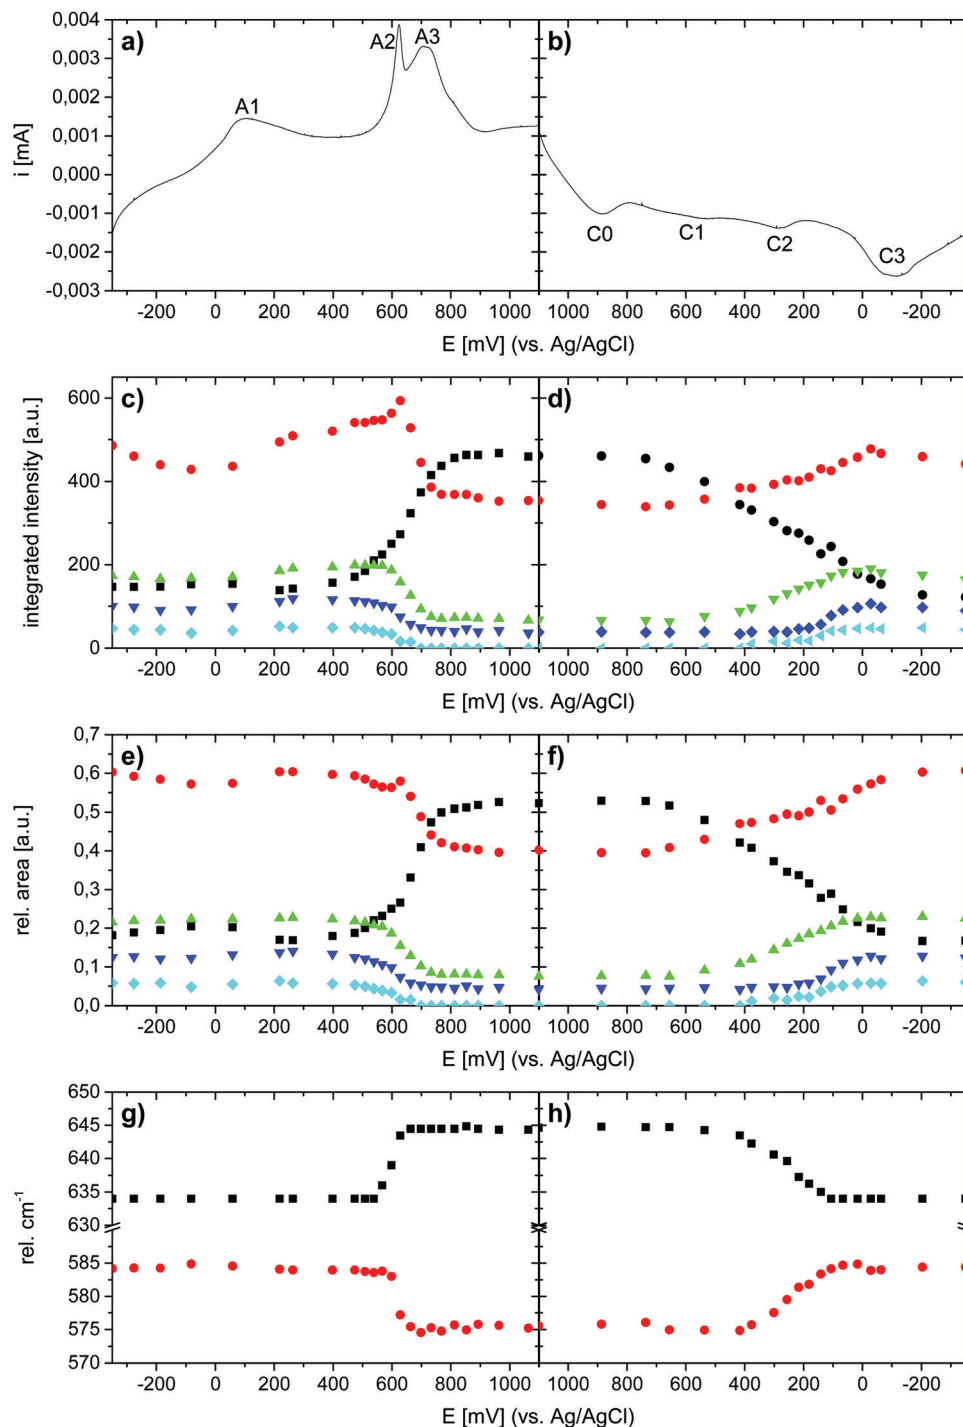 a)
b)
0,004
0,003
0,002
0,001
0,000
-0,001
-0,002
-0,003
i [mA]
A1
A2
A3
C0
C1
C2
C3
-200 0 200 400 600 800 1000 1000 800 600 400 200 0 -200
E [mV] (vs. Ag/AgCl)
c)
d)
600
400
200
0
integrated intensity [a.u.]
-200 0 200 400 600 800 1000 1000 800 600 400 200 0 -200
E [mV] (vs. Ag/AgCl)
e)
f)
0,7
0,6
0,5
0,4
0,3
0,2
0,1
0,0
rel. area [a.u.]
-200 0 200 400 600 800 1000 1000 800 600 400 200 0 -200
E [mV] (vs. Ag/AgCl)
g)
h)
650
645
640
635
630
585
580
575
570
rel. cm⁻¹
-200 0 200 400 600 800 1000 1000 800 600 400 200 0 -200
E [mV] (vs. Ag/AgCl)